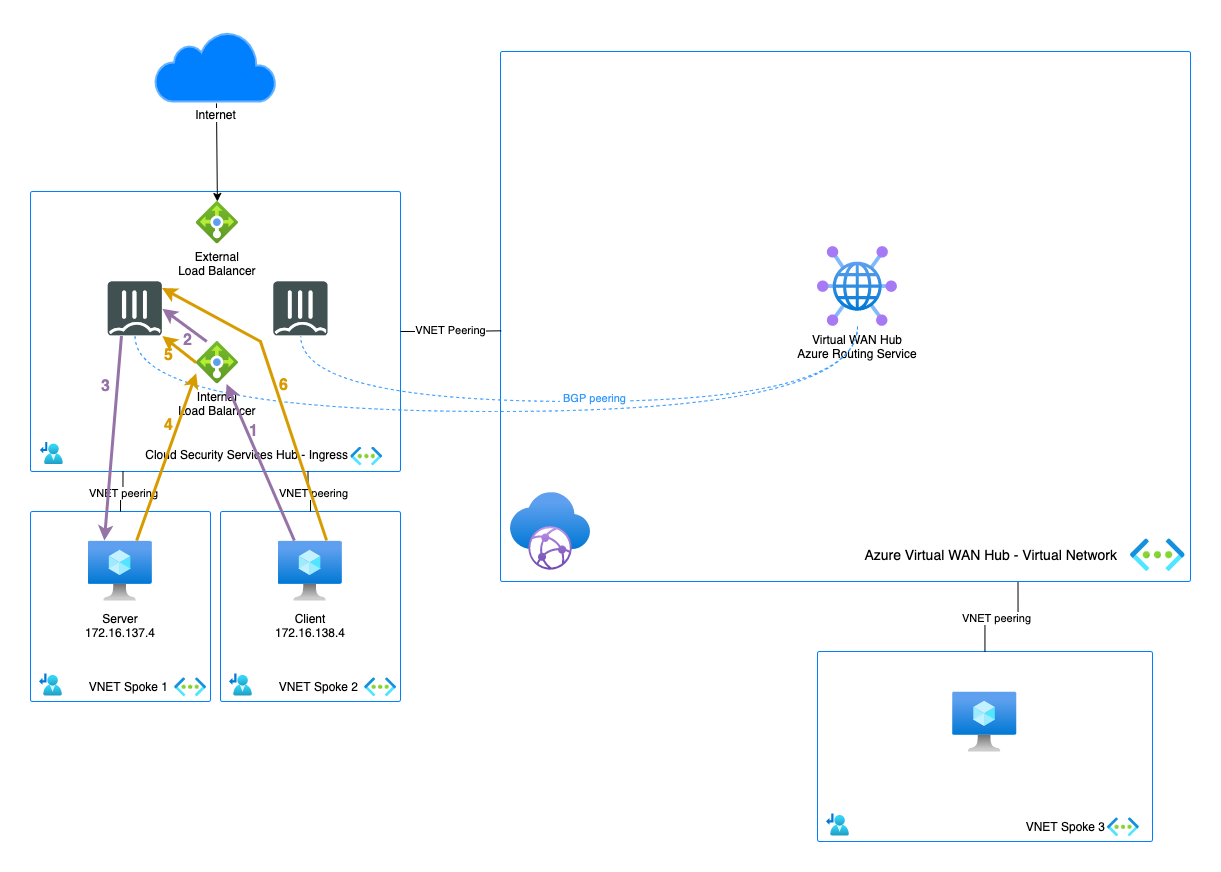 Internet
External
Load Balancer
2
5
3
6
Internal
Load Balancer
4
1
Cloud Security Services Hub - Ingress
VNET Peering
Virtual WAN Hub
Azure Routing Service
BGP peering
VNET peering
VNET peering
Server
172.16.137.4
VNET Spoke 1
Client
172.16.138.4
VNET Spoke 2
Azure Virtual WAN Hub - Virtual Network
VNET peering
VNET Spoke 3